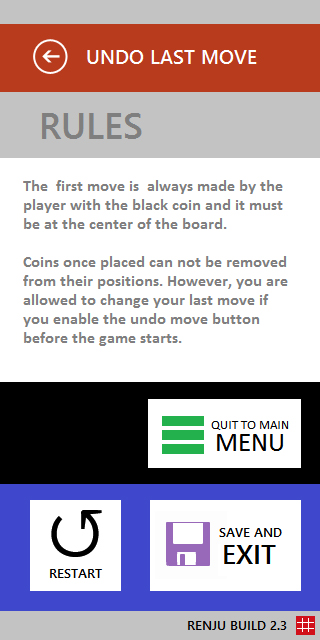 UNDO LAST MOVE
RULES
The  first move is  always made by the
player with the black coin and it must
be at the center of the board.
Coins once placed can not be removed
from their positions. However, you are
allowed to change your last move if
you enable the undo move button
before the game starts.
QUIT TO MAIN
MENU
RESTART
SAVE AND
EXIT
RENJU BUILD 2.3